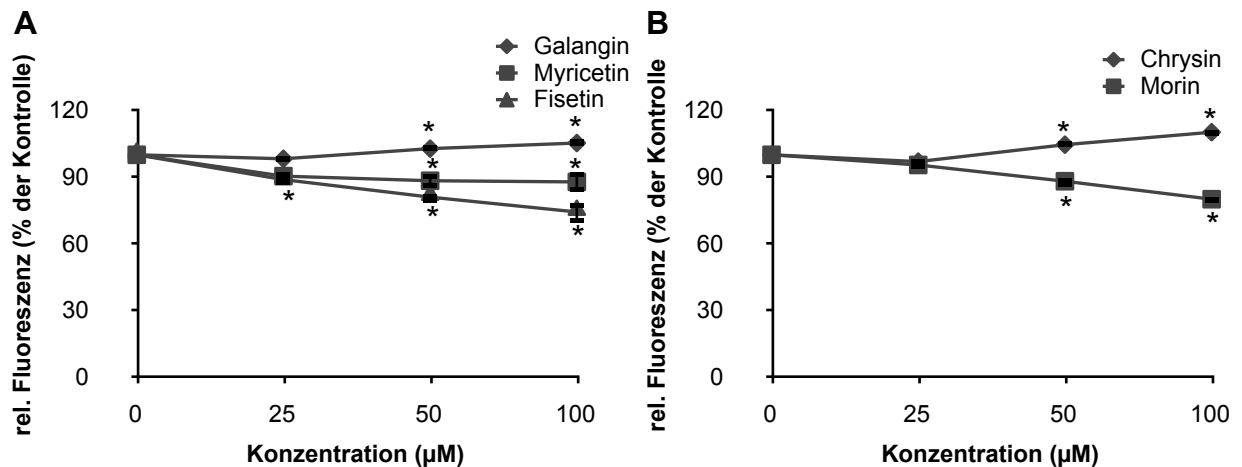 A
rel. Fluoreszenz (% der Kontrolle)
Galangin
Myricetin
Fisetin
120
90
60
30
0
* *
* *
* * *
0 25 50 100
Konzentration (µM)
B
rel. Fluoreszenz (% der Kontrolle
Chrysin
Morin
120
90
60
30
0
* *
* *
0 25 50 100
Konzentration (µM)